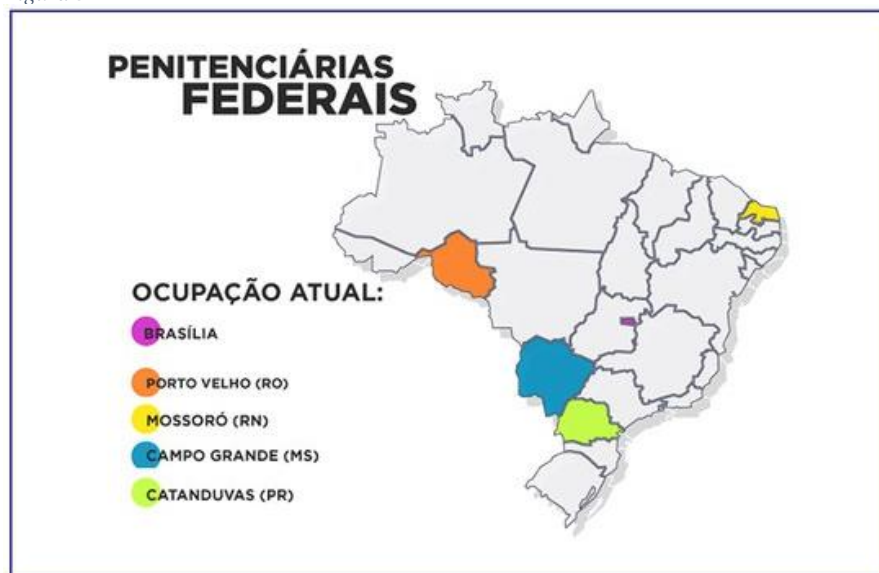 PENITENCIÁRIAS
FEDERAIS
OCUPAÇÃO ATUAL:
BRASÍLIA
PORTO VELHO (RO)
MOSSORÓ (RN)
CAMPO GRANDE (MS)
CATANDUVAS (PR)